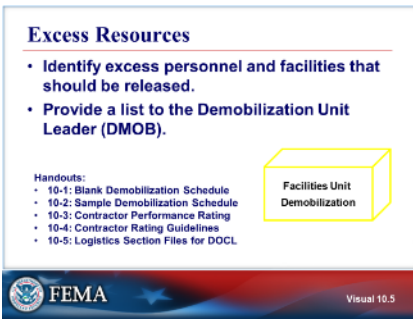 Excess Resources
• Identify excess personnel and facilities that
should be released.
• Provide a list to the Demobilization Unit
Leader (DMOB).
Handouts:
• 10-1: Blank Demobilization Schedule
• 10-2: Sample Demobilization Schedule
• 10-3: Contractor Performance Rating
• 10-4: Contractor Rating Guidelines
• 10-5: Logistics Section Files for DOCL
Facilities Unit
Demobilization
FEMA
Visual 10.5